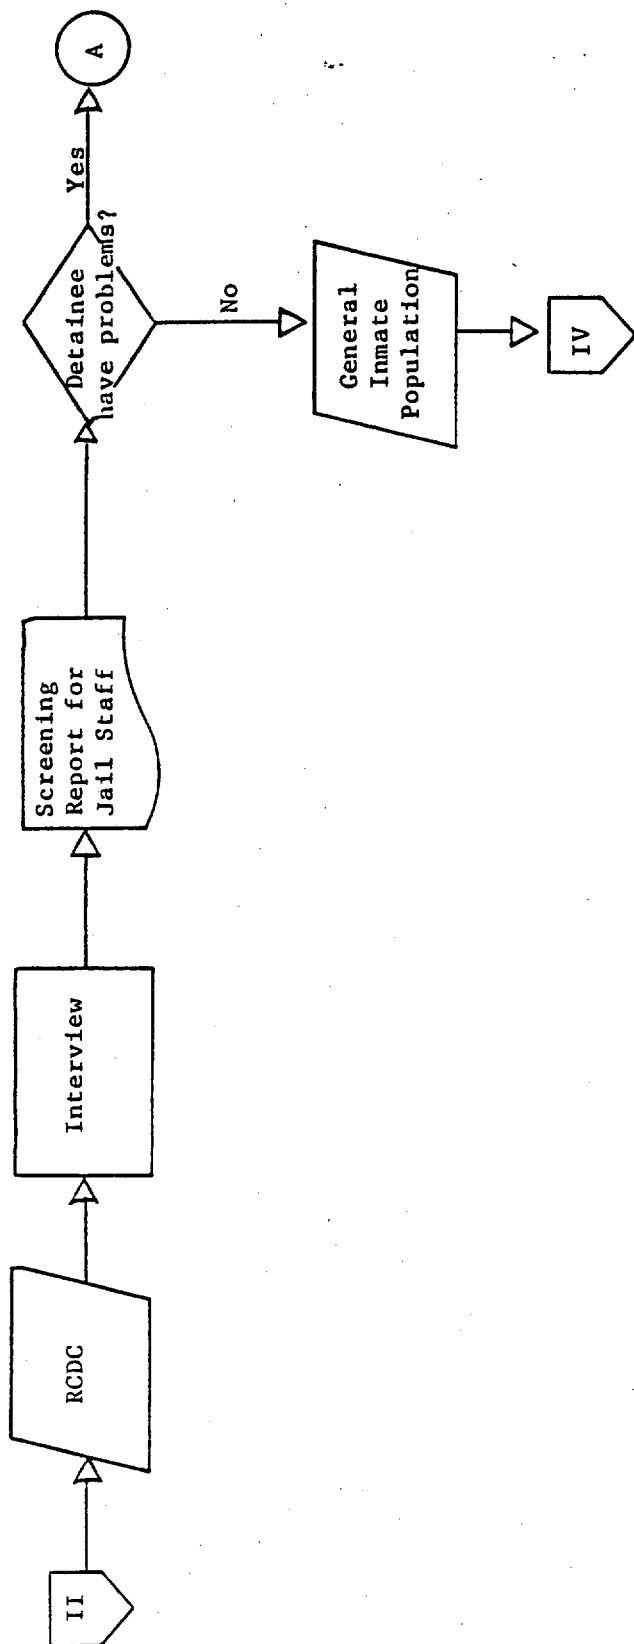 II
RCDC
Interview
Screening
Report for
Jail Staff
Detainee
have problems?
Yes
A
No
General
Inmate
Population
IV